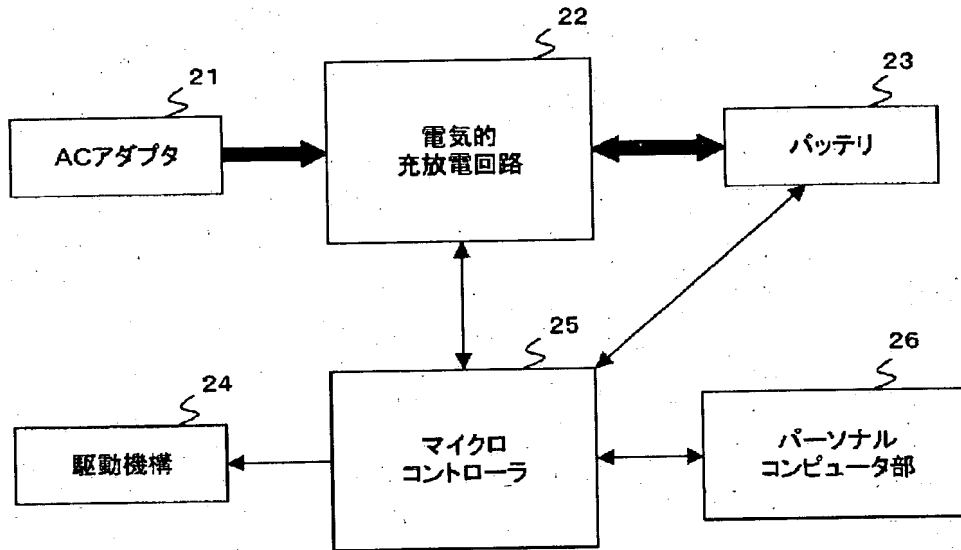 21
ACアダプタ
22
電気的
充放電回路
23
バッテリ
24
駆動機構
25
マイクロ
コントローラ
26
パーソナル
コンピュータ部